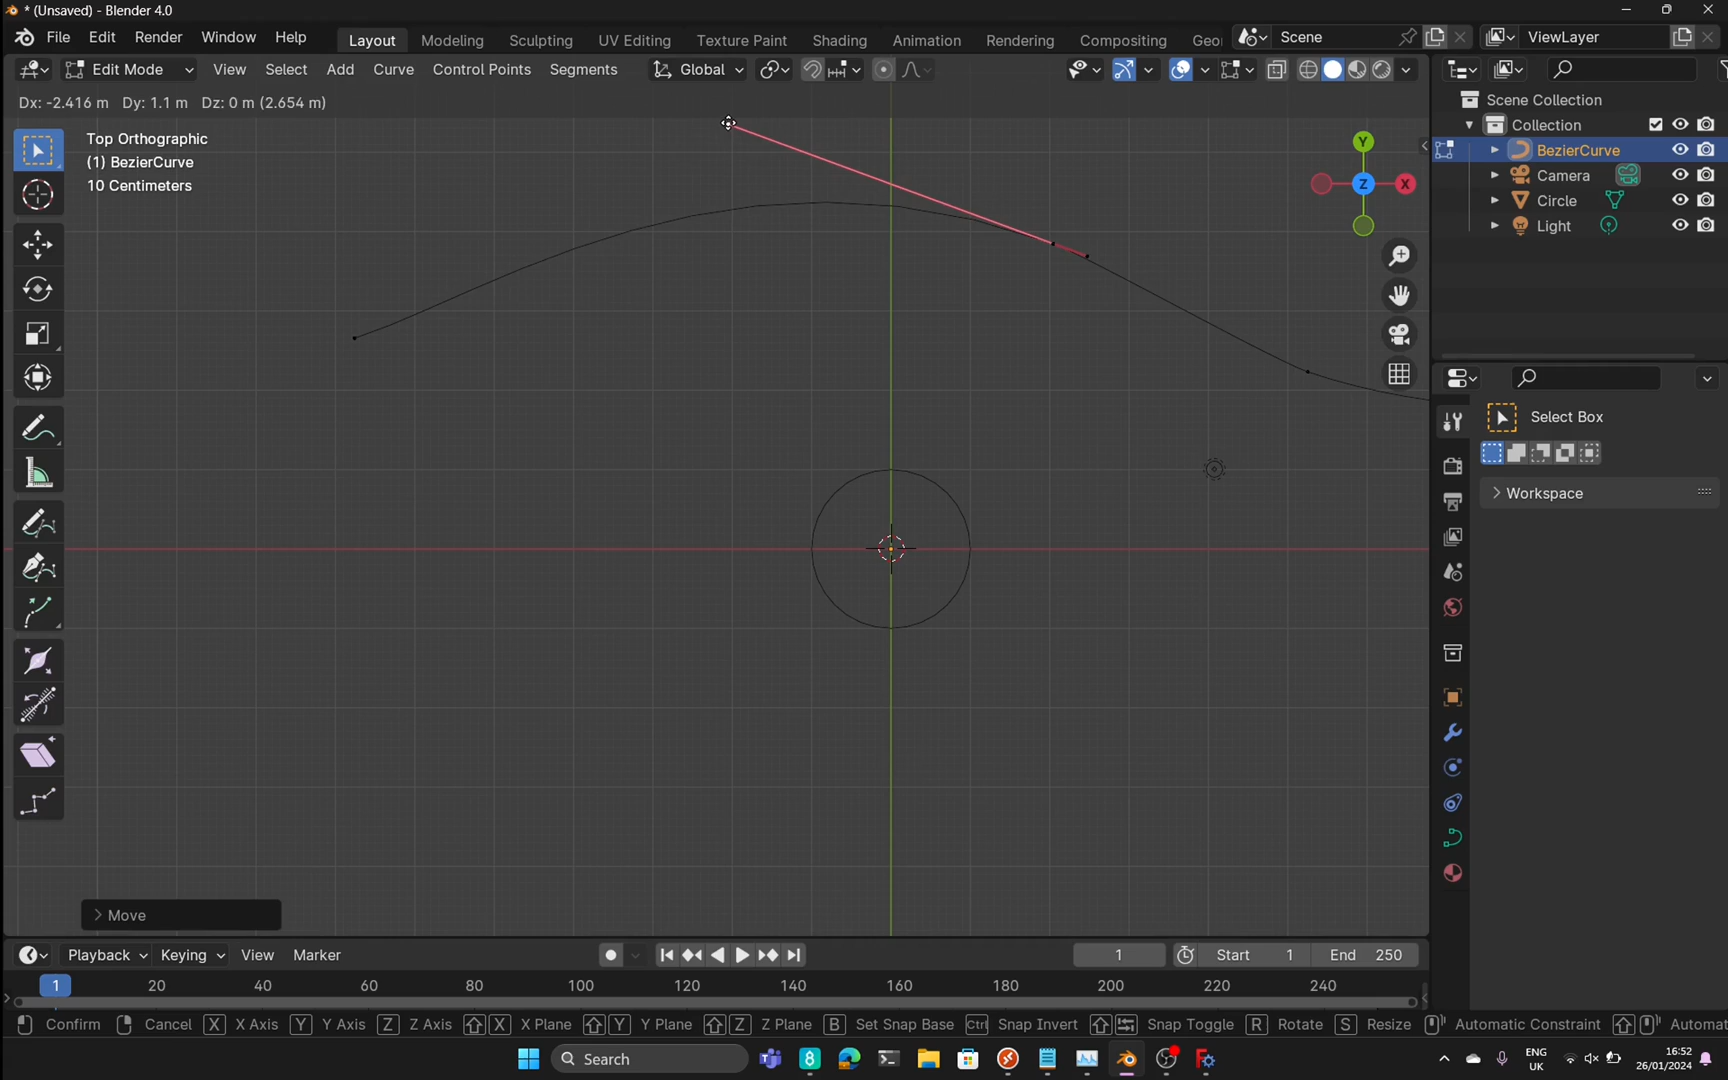 * (Unsaved) - Blender 4.0
File Edit Render Window Help Layout Modeling Sculpting UV Editing Texture Paint Shading Animation Rendering Compositing Geo Scene ViewLayer
Edit Mode View Select Add Curve Control Points Segments Global
Dx: -2.416 m Dy: 1.1 m Dz: 0 m (2.654 m)
Top Orthographic
(1) BezierCurve
10 Centimeters
Y
Z
X
Scene Collection
Collection
BezierCurve
Camera
Circle
Light
Select Box
Workspace
Move
Playback Keying View Marker 1 Start 1 End 250
1 20 40 60 80 100 120 140 160 180 200 220 240
Confirm Cancel X X Axis Y Y Axis Z Z Axis X X Plane Y Y Plane Z Z Plane B Set Snap Base Ctrl Snap Invert Snap Toggle R Rotate S Resize Automatic Constraint Automat
Search
ENG
UK
16:52
26/01/2024